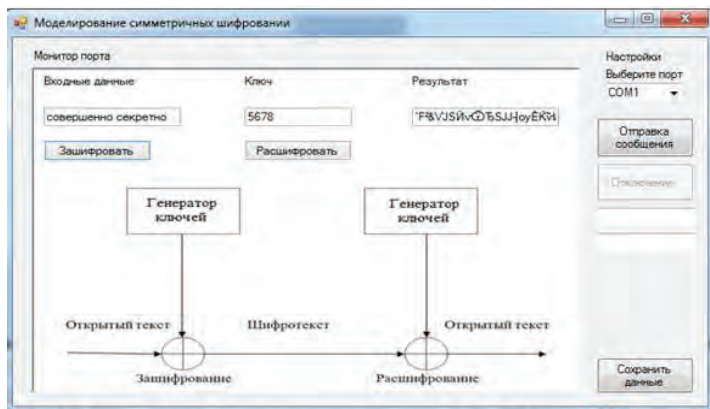 Моделирование симметричных шифровании
Монитор порта
Настройки
Выберите порт
COM1
Входные данные Ключ Результат
совершенно секретно 5678
Зашифровать Расшифровать
Отправка
сообщения
Отключение
Генератор
ключей
Генератор
ключей
Открытый текст Шифротекст Открытый текст
Зашифрование Расшифрование
Сохранить
данные